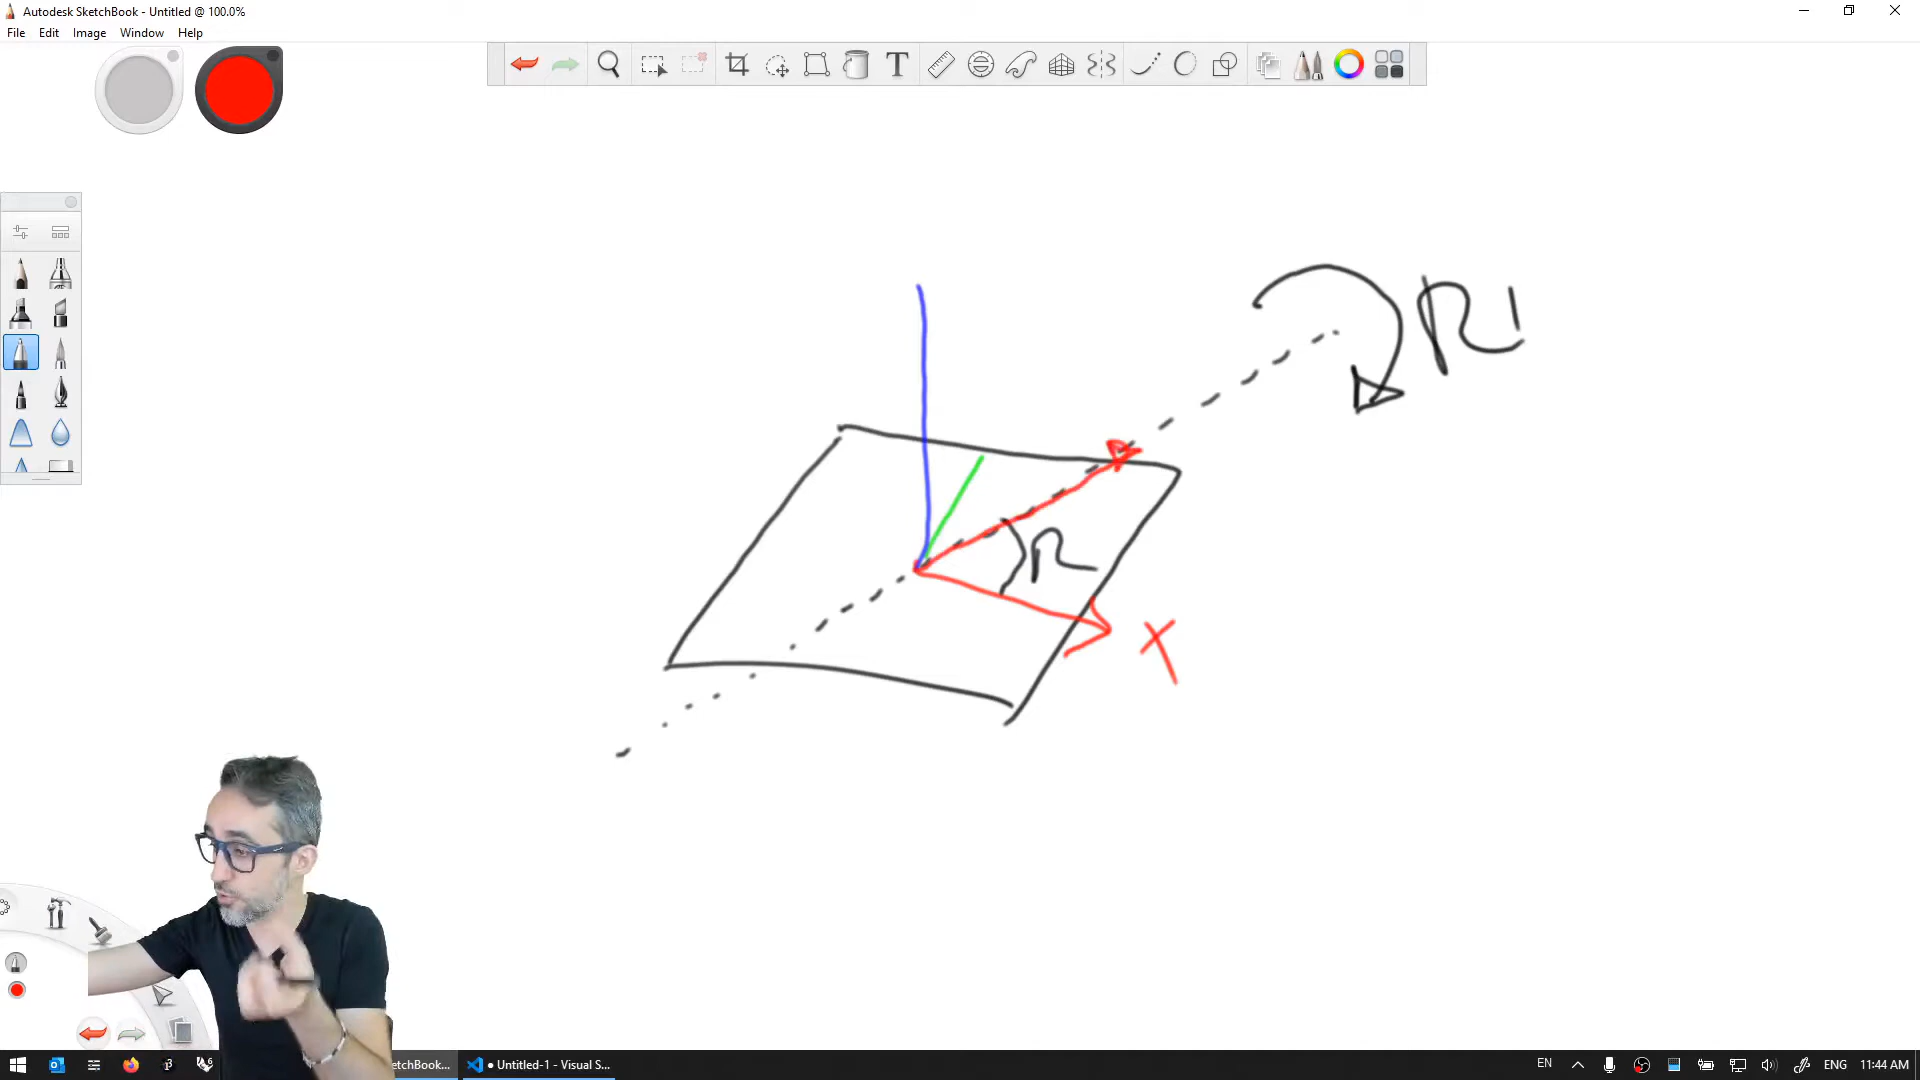 Autodesk SketchBook - Untitled @ 100.0%
File Edit Image Window Help
T
R1
R
X
etchBook...
● Untitled-1 - Visual S...
EN
ENG
11:44 AM